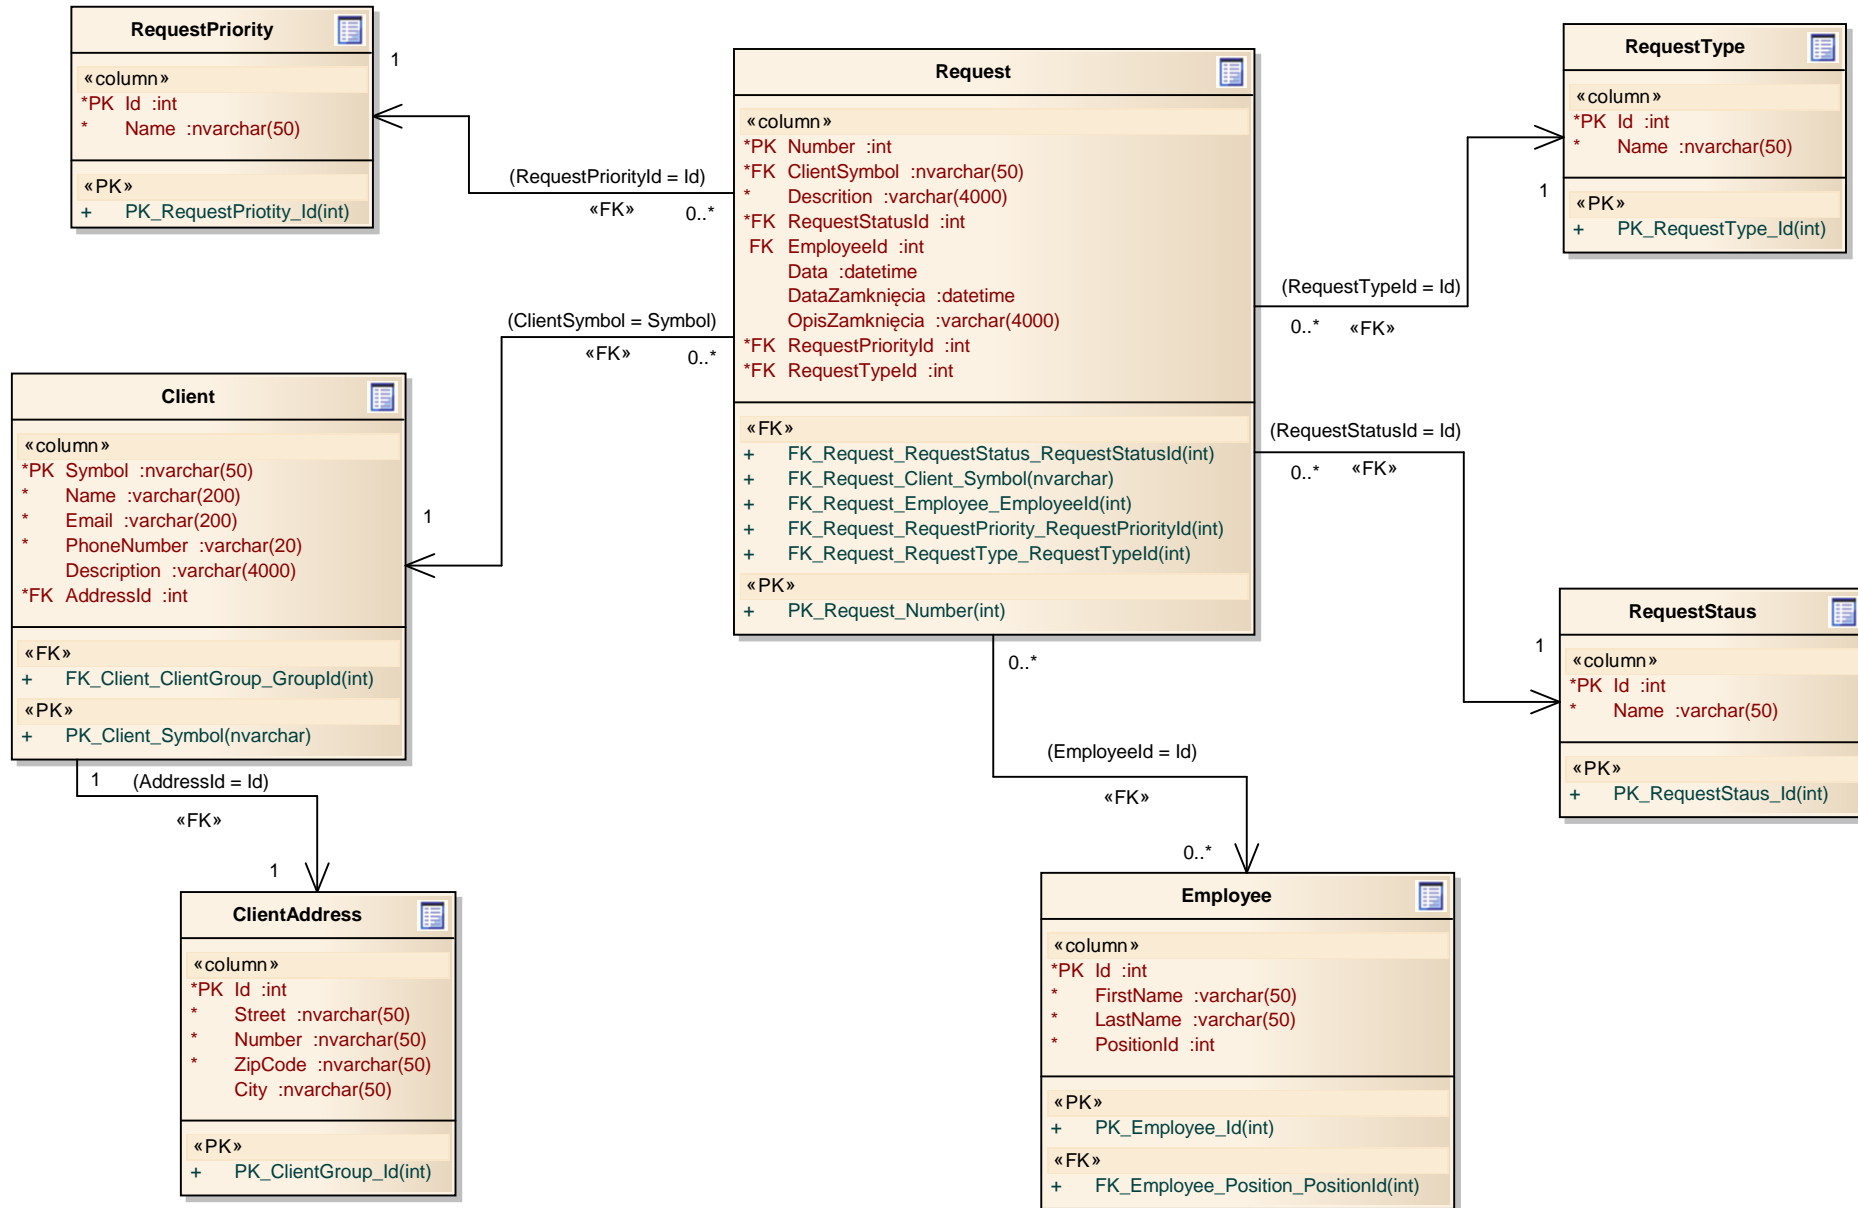 RequestPriority
«column»
*PK Id :int
* Name :nvarchar(50)
«PK»
+ PK_RequestPriotity_Id(int)
1
(RequestPriorityId = Id)
«FK»
0..*
Request
«column»
*PK Number :int
*FK ClientSymbol :nvarchar(50)
* Descrition :varchar(4000)
*FK RequestStatusId :int
FK EmployeeId :int
Data :datetime
DataZamknięcia :datetime
OpisZamknięcia :varchar(4000)
*FK RequestPriorityId :int
*FK RequestTypeId :int
«FK»
+ FK_Request_RequestStatus_RequestStatusId(int)
+ FK_Request_Client_Symbol(nvarchar)
+ FK_Request_Employee_EmployeeId(int)
+ FK_Request_RequestPriority_RequestPriorityId(int)
+ FK_Request_RequestType_RequestTypeId(int)
«PK»
+ PK_Request_Number(int)
RequestType
«column»
*PK Id :int
* Name :nvarchar(50)
«PK»
+ PK_RequestType_Id(int)
1
(RequestTypeId = Id)
0..* «FK»
(ClientSymbol = Symbol)
«FK»
0..*
1
Client
«column»
*PK Symbol :nvarchar(50)
* Name :varchar(200)
* Email :varchar(200)
* PhoneNumber :varchar(20)
Description :varchar(4000)
*FK AddressId :int
«FK»
+ FK_Client_ClientGroup_GroupId(int)
«PK»
+ PK_Client_Symbol(nvarchar)
(RequestStatusId = Id)
0..* «FK»
1
RequestStaus
«column»
*PK Id :int
* Name :varchar(50)
«PK»
+ PK_RequestStaus_Id(int)
1 (AddressId = Id)
«FK»
1
ClientAddress
«column»
*PK Id :int
* Street :nvarchar(50)
* Number :nvarchar(50)
* ZipCode :nvarchar(50)
City :nvarchar(50)
«PK»
+ PK_ClientGroup_Id(int)
0..*
(EmployeeId = Id)
«FK»
0..*
Employee
«column»
*PK Id :int
* FirstName :varchar(50)
* LastName :varchar(50)
* PositionId :int
«PK»
+ PK_Employee_Id(int)
«FK»
+ FK_Employee_Position_PositionId(int)